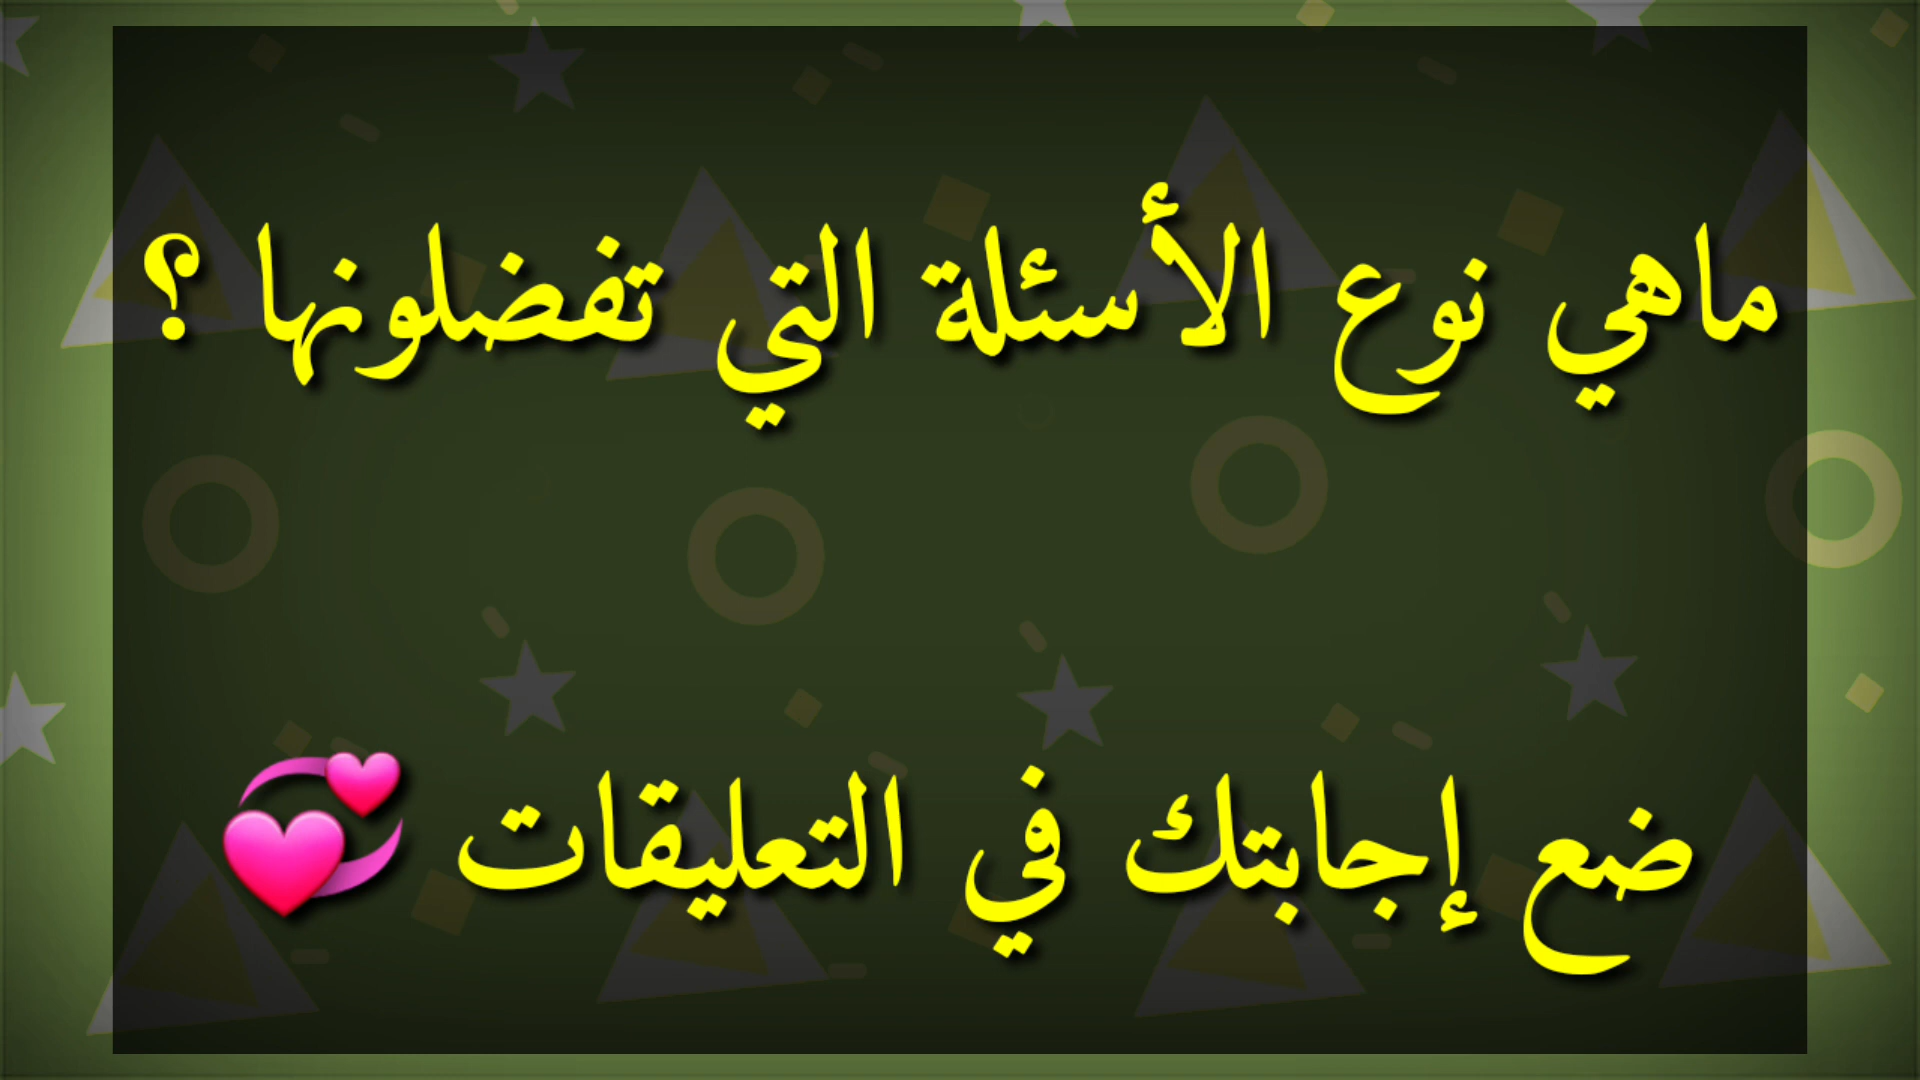 ماهي نوع الأسئلة التي تفضلونها ؟
ضع إجابتك في التعليقات 💞